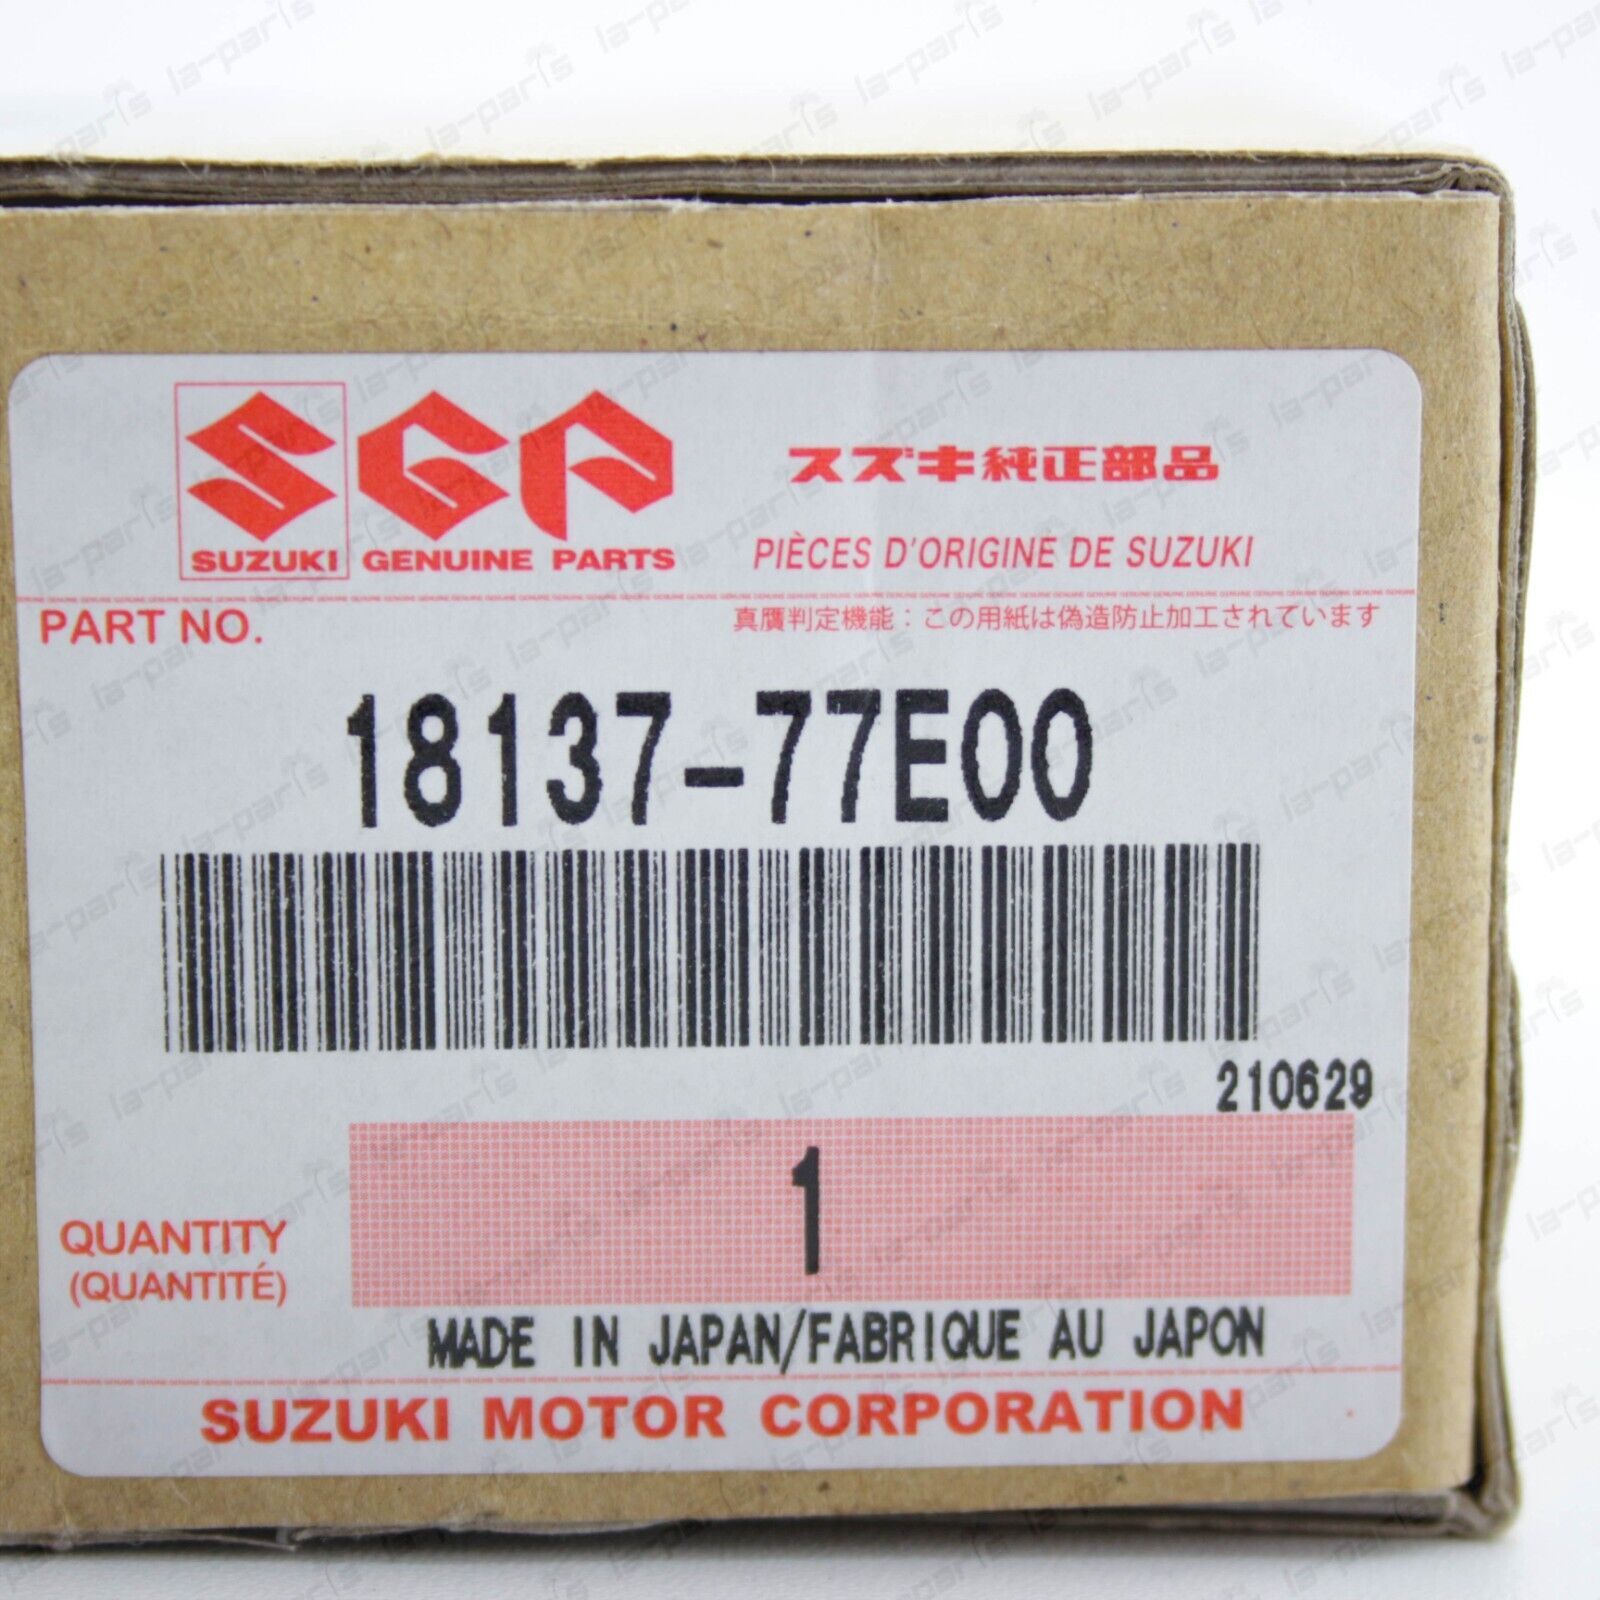 SGP
スズキ純正部品
SUZUKI GENUINE PARTS
PIÈCES D'ORIGINE DE SUZUKI
PART NO.
真贋判定機能:この用紙は偽造防止加工されています
18137-77E00
210629
1
QUANTITY
(QUANTITÉ)
MADE IN JAPAN/FABRIQUE AU JAPON
SUZUKI MOTOR CORPORATION
la-paris